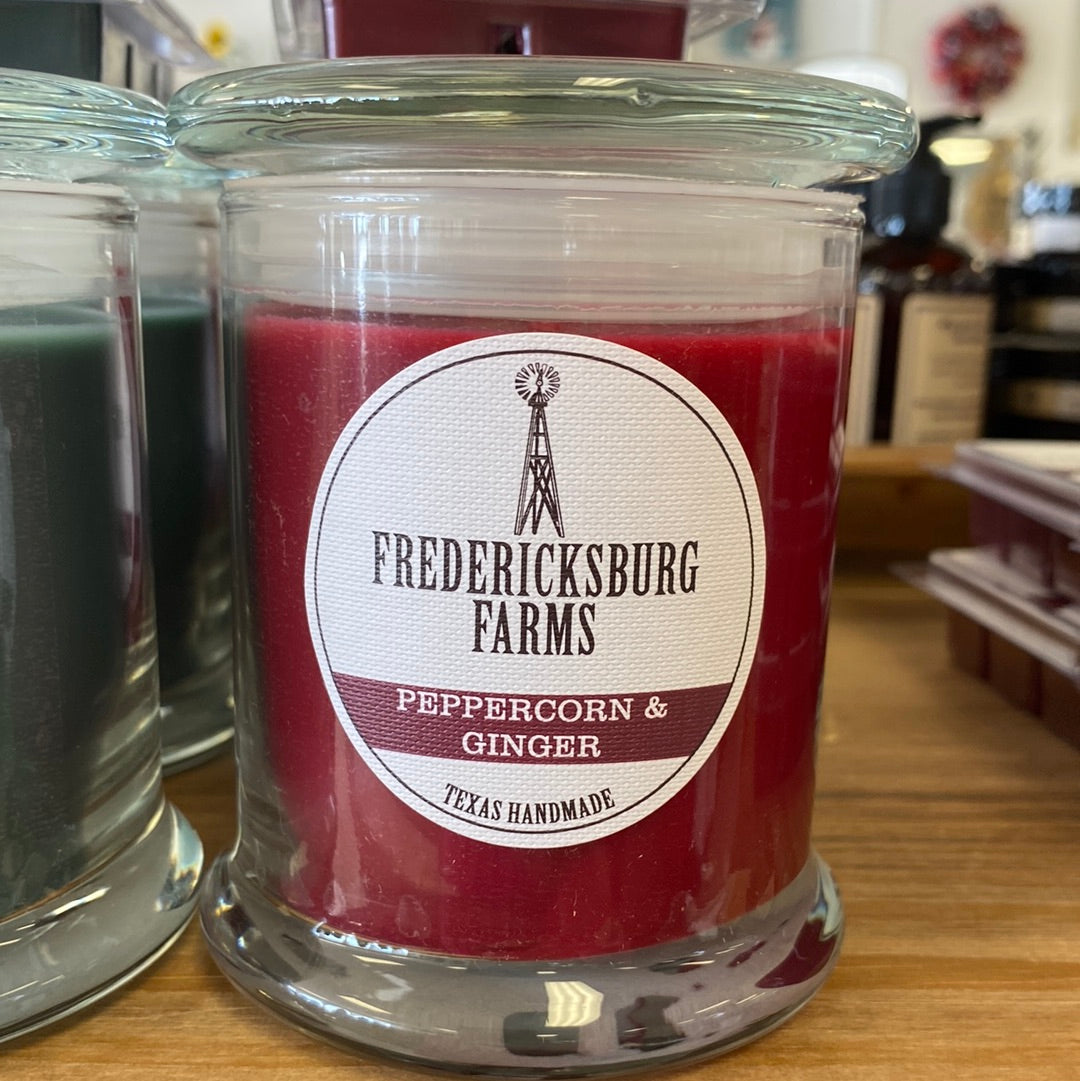 FREDERICKSBURG
FARMS
PEPPERCORN &
GINGER
TEXAS HANDMADE